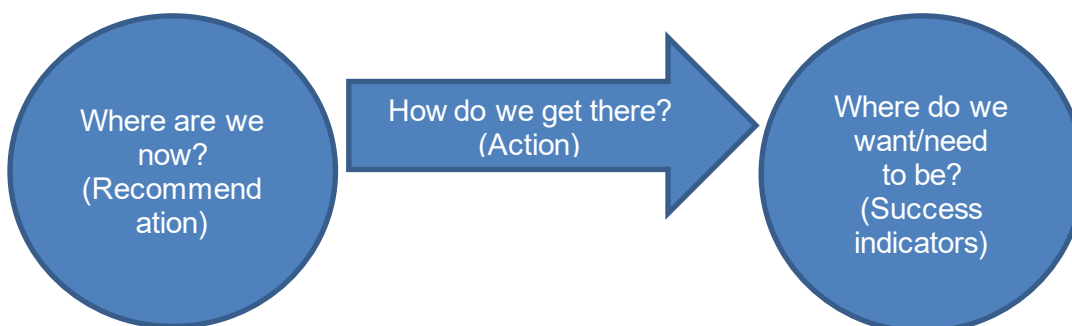 Where are we
now?
(Recommend
ation)
How do we get there?
(Action)
Where do we
want/need
to be?
(Success
indicators)